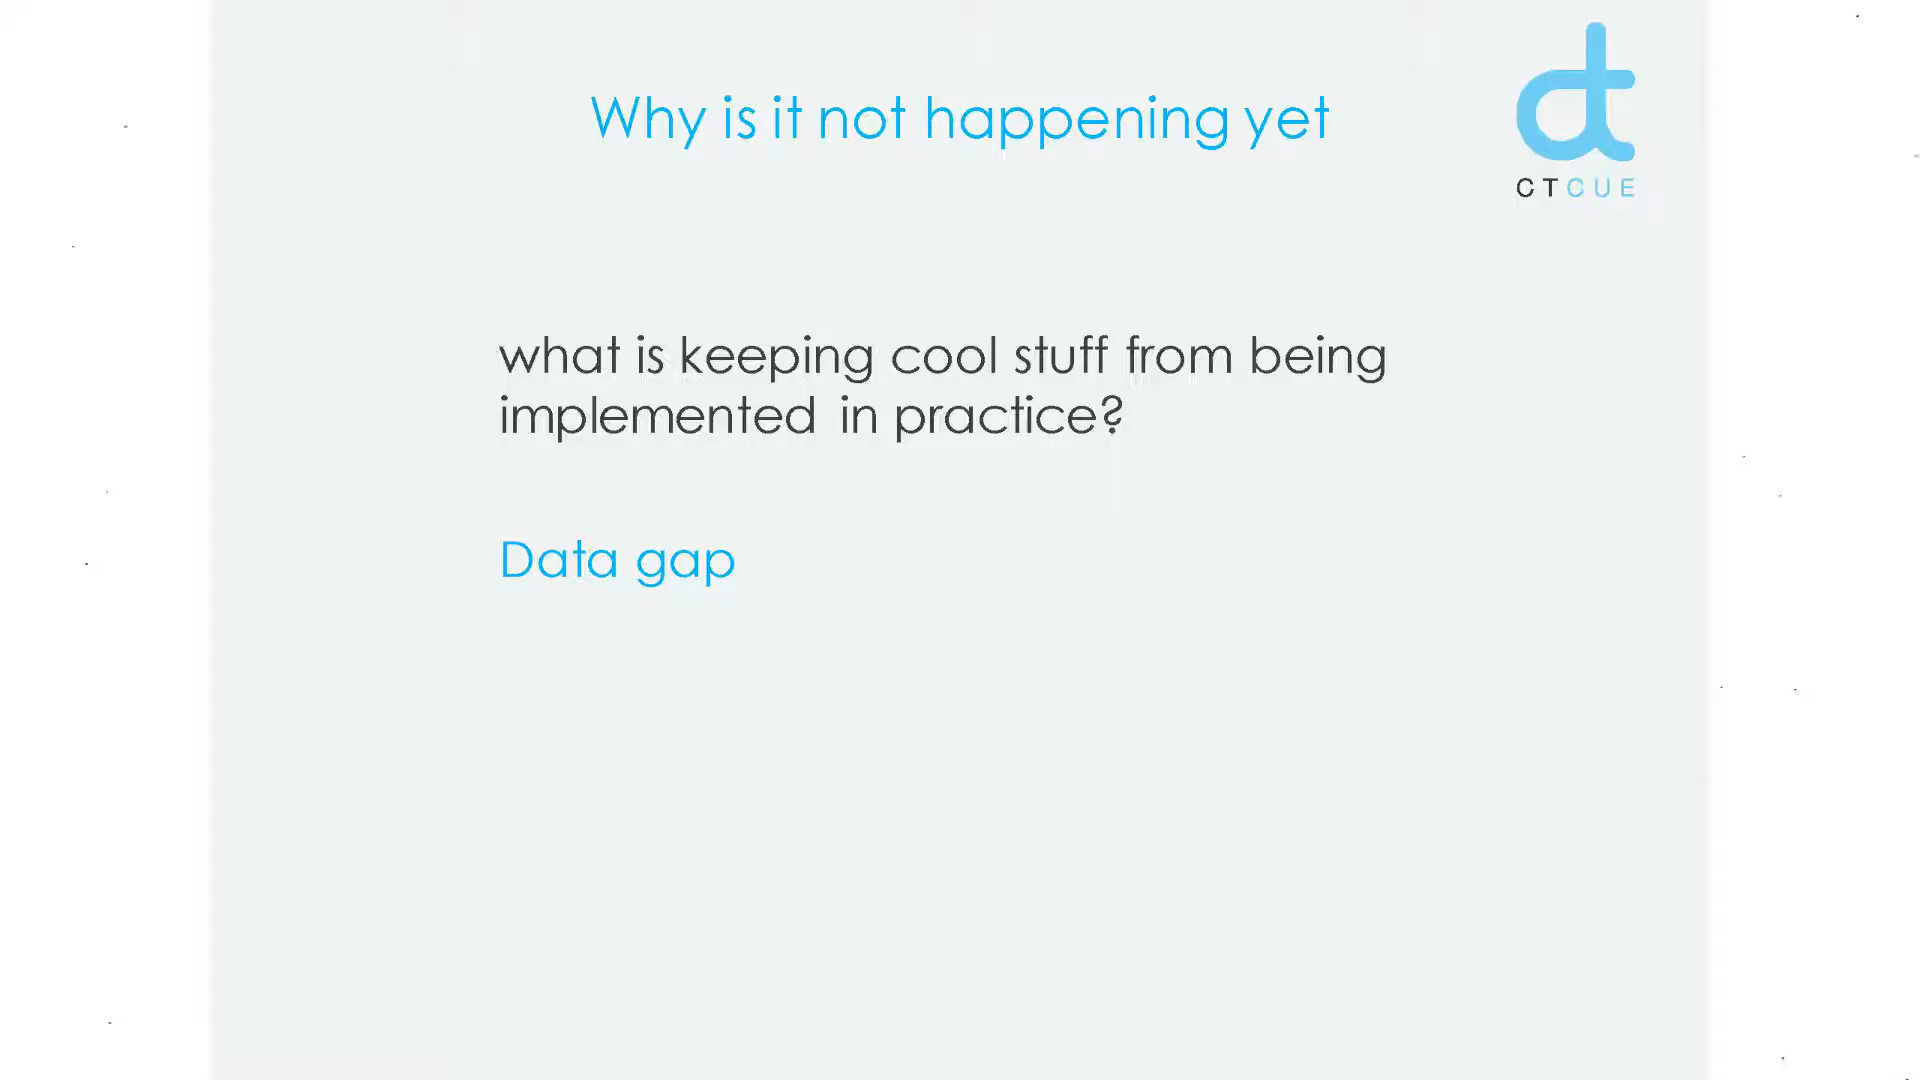 Why is it not happening yet
CTCUE
what is keeping cool stuff from being
implemented in practice?
Data gap